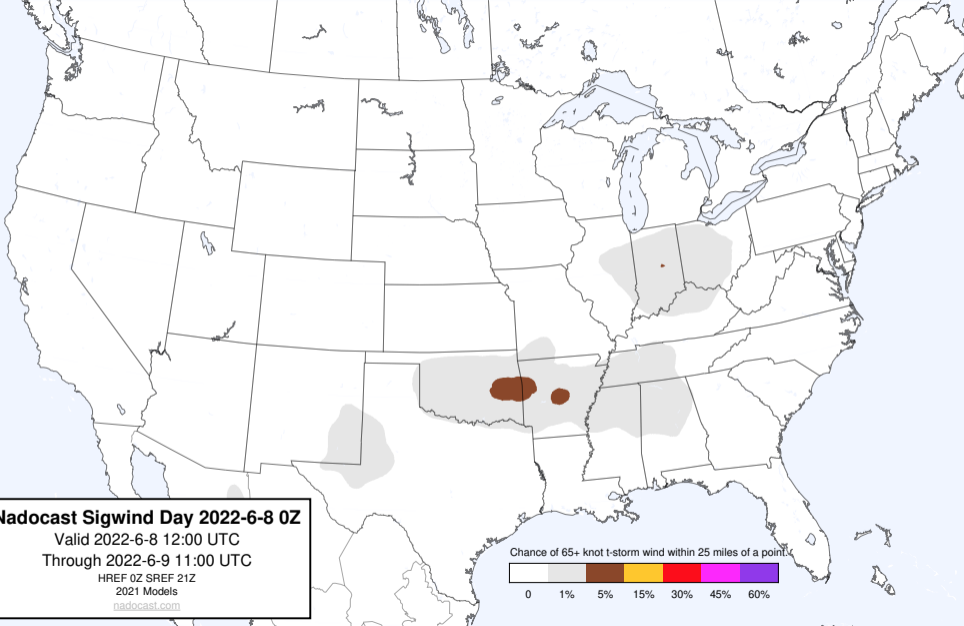 Nadocast Sigwind Day 2022-6-8 0Z
Valid 2022-6-8 12:00 UTC
Through 2022-6-9 11:00 UTC
HREF 0Z SREF 21Z
2021 Models
nadocast.com
Chance of 65+ knot t-storm wind within 25 miles of a point.
0 1% 5% 15% 30% 45% 60%